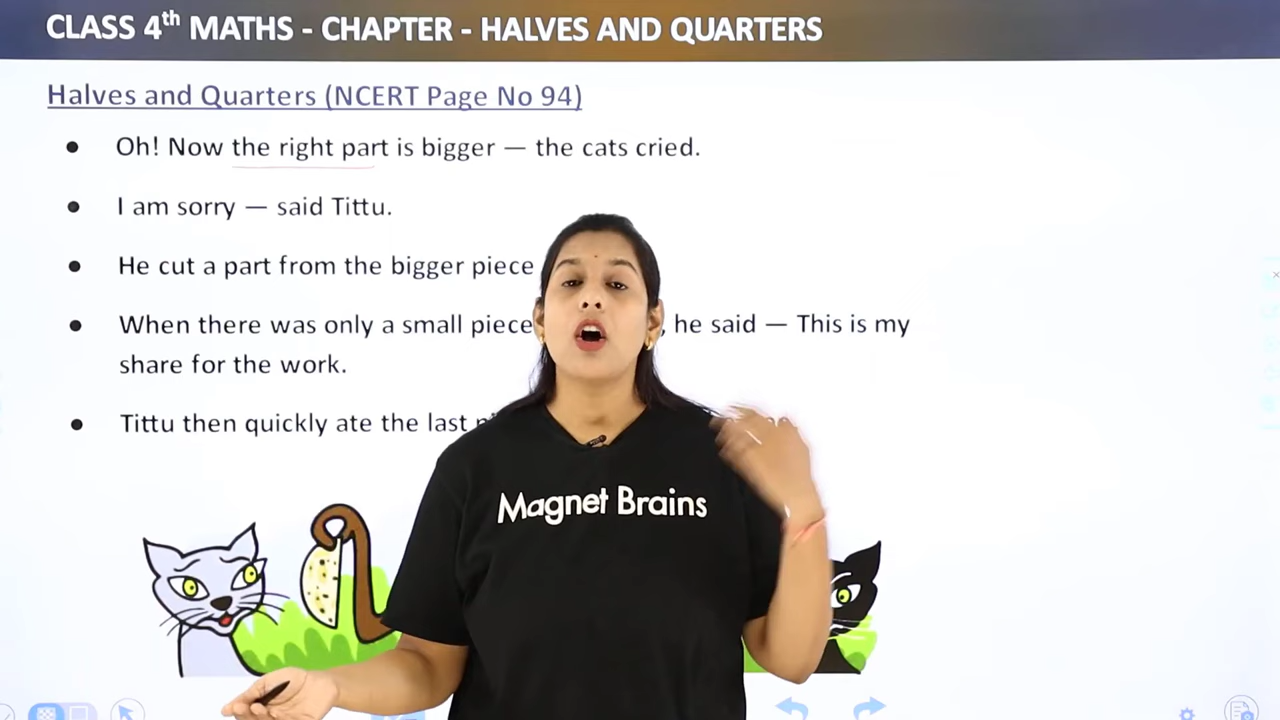 CLASS 4th MATHS - CHAPTER - HALVES AND QUARTERS
Halves and Quarters (NCERT Page No 94)
● Oh! Now the right part is bigger — the cats cried.
● I am sorry — said Tittu.
● He cut a part from the bigger piece
● When there was only a small piece , he said — This is my
share for the work.
● Tittu then quickly ate the last
Magnet Brains